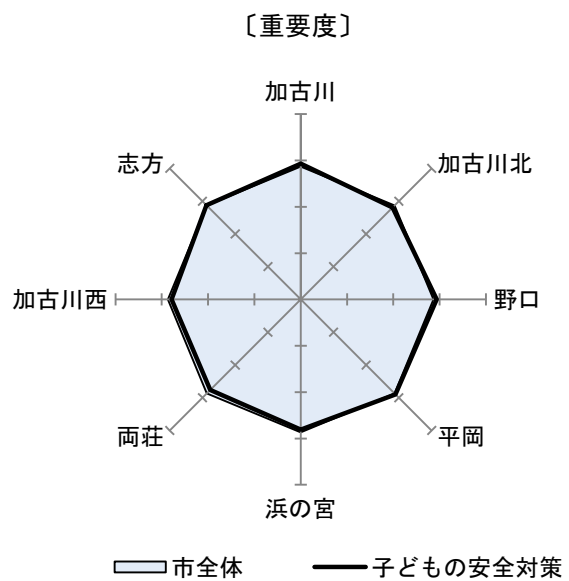 〔重要度〕
加古川
志方
加古川北
加古川西
野口
両荘
平岡
浜の宮
市全体
子どもの安全対策